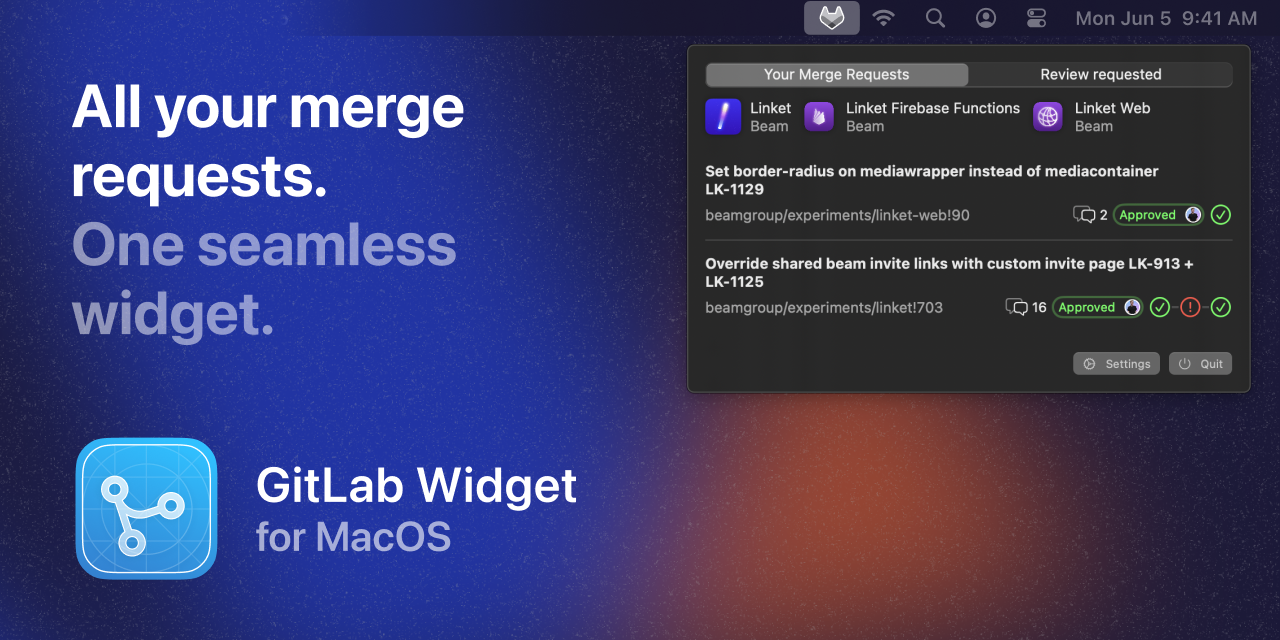 Mon Jun 5 9:41 AM
All your merge
requests.
One seamless
widget.
GitLab Widget
for MacOS
Your Merge Requests
Review requested
Linket
Beam
Linket Firebase Functions
Beam
Linket Web
Beam
Set border-radius on mediawrapper instead of mediacontainer
LK-1129
beamgroup/experiments/linket-web!90
2
Approved
Override shared beam invite links with custom invite page LK-913 +
LK-1125
beamgroup/experiments/linket!703
16
Approved
Settings
Quit